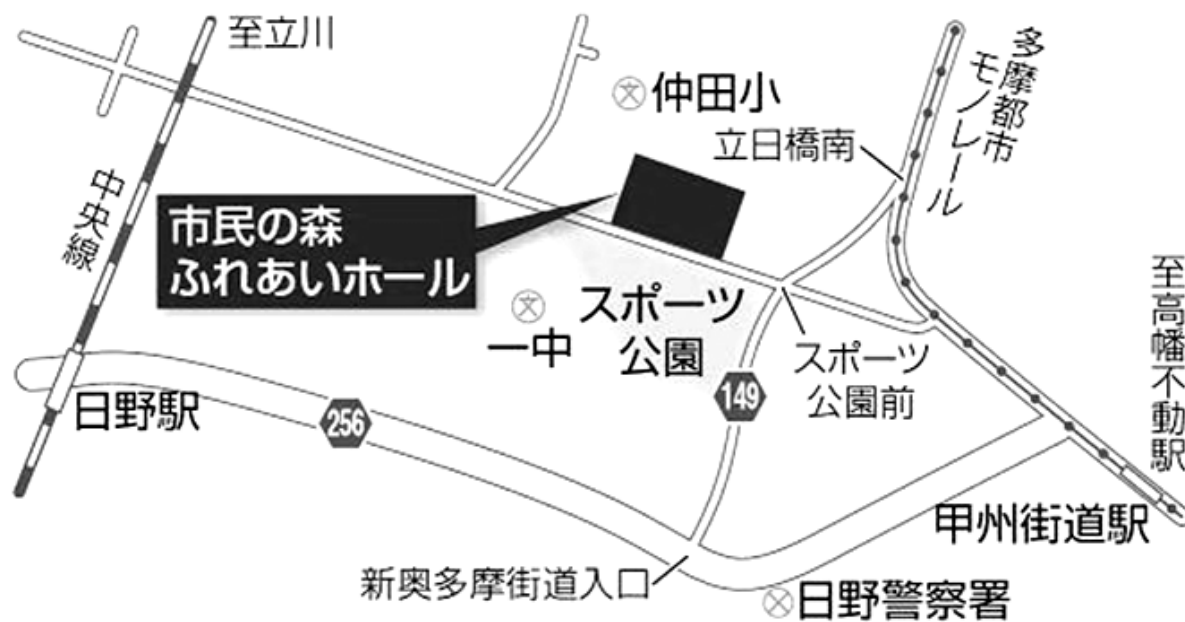 至立川
中央線
仲田小
立日橋南
多摩都市
モノレール
市民の森
ふれあいホール
一中
スポーツ
公園
スポーツ
公園前
至高幡不動駅
149
256
日野駅
甲州街道駅
新奥多摩街道入口
日野警察署